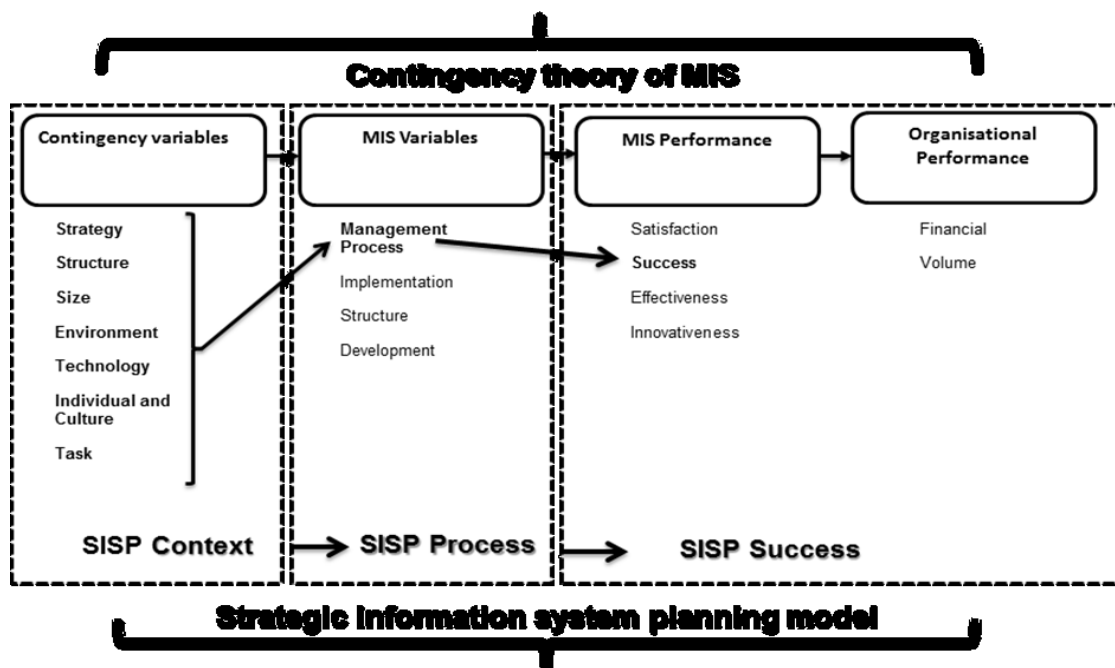 Contingency theory of MIS
Contingency variables
MIS Variables
MIS Performance
Organisational
Performance
Strategy
Structure
Size
Environment
Technology
Individual and
Culture
Task
Management
Process
Implementation
Structure
Development
Satisfaction
Success
Effectiveness
Innovativeness
Financial
Volume
SISP Context
SISP Process
SISP Success
Strategic information system planning model